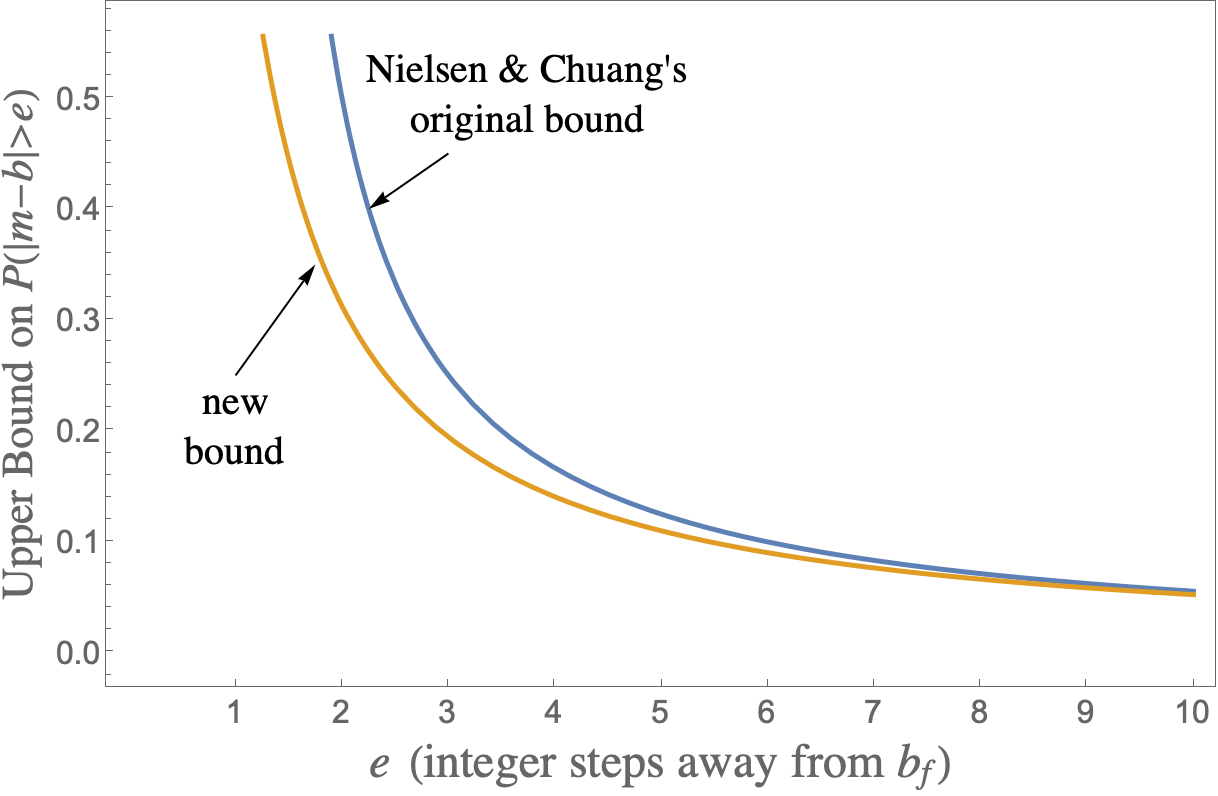 Upper Bound on P(|m−b|>e)
0.5
0.4
0.3
0.2
0.1
0.0
Nielsen & Chuang's
original bound
new
bound
1 2 3 4 5 6 7 8 9 10
e (integer steps away from b_f)